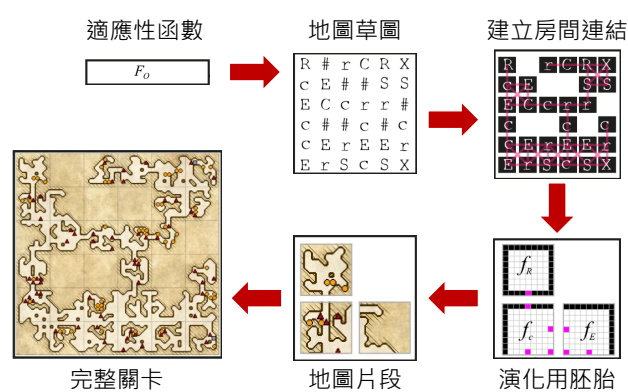 適應性函數
地圖草圖
建立房間連結
F_O
R # r C R X
c E # # S S
E C c r r #
c # # c # c
c E r E E r
E r S c S X
R r C R X
c E S S
E C c r r
c c c
c E r E E r
E r S c S X
f_R
f_c f_E
完整關卡
地圖片段
演化用胚胎